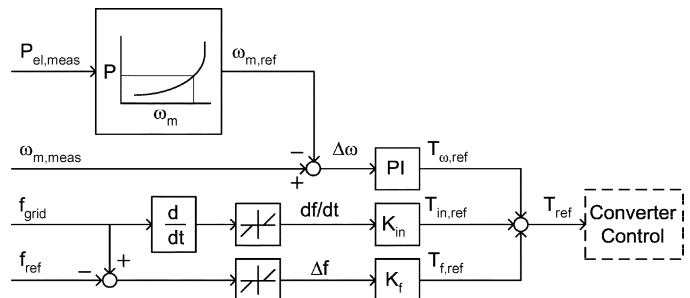 P_el,meas
P
ω_m
ω_m,ref
ω_m,meas
−
+
Δω
PI
T_ω,ref
f_grid
d
dt
df/dt
K_in
T_in,ref
T_ref
Converter
Control
f_ref
−
+
Δf
K_f
T_f,ref